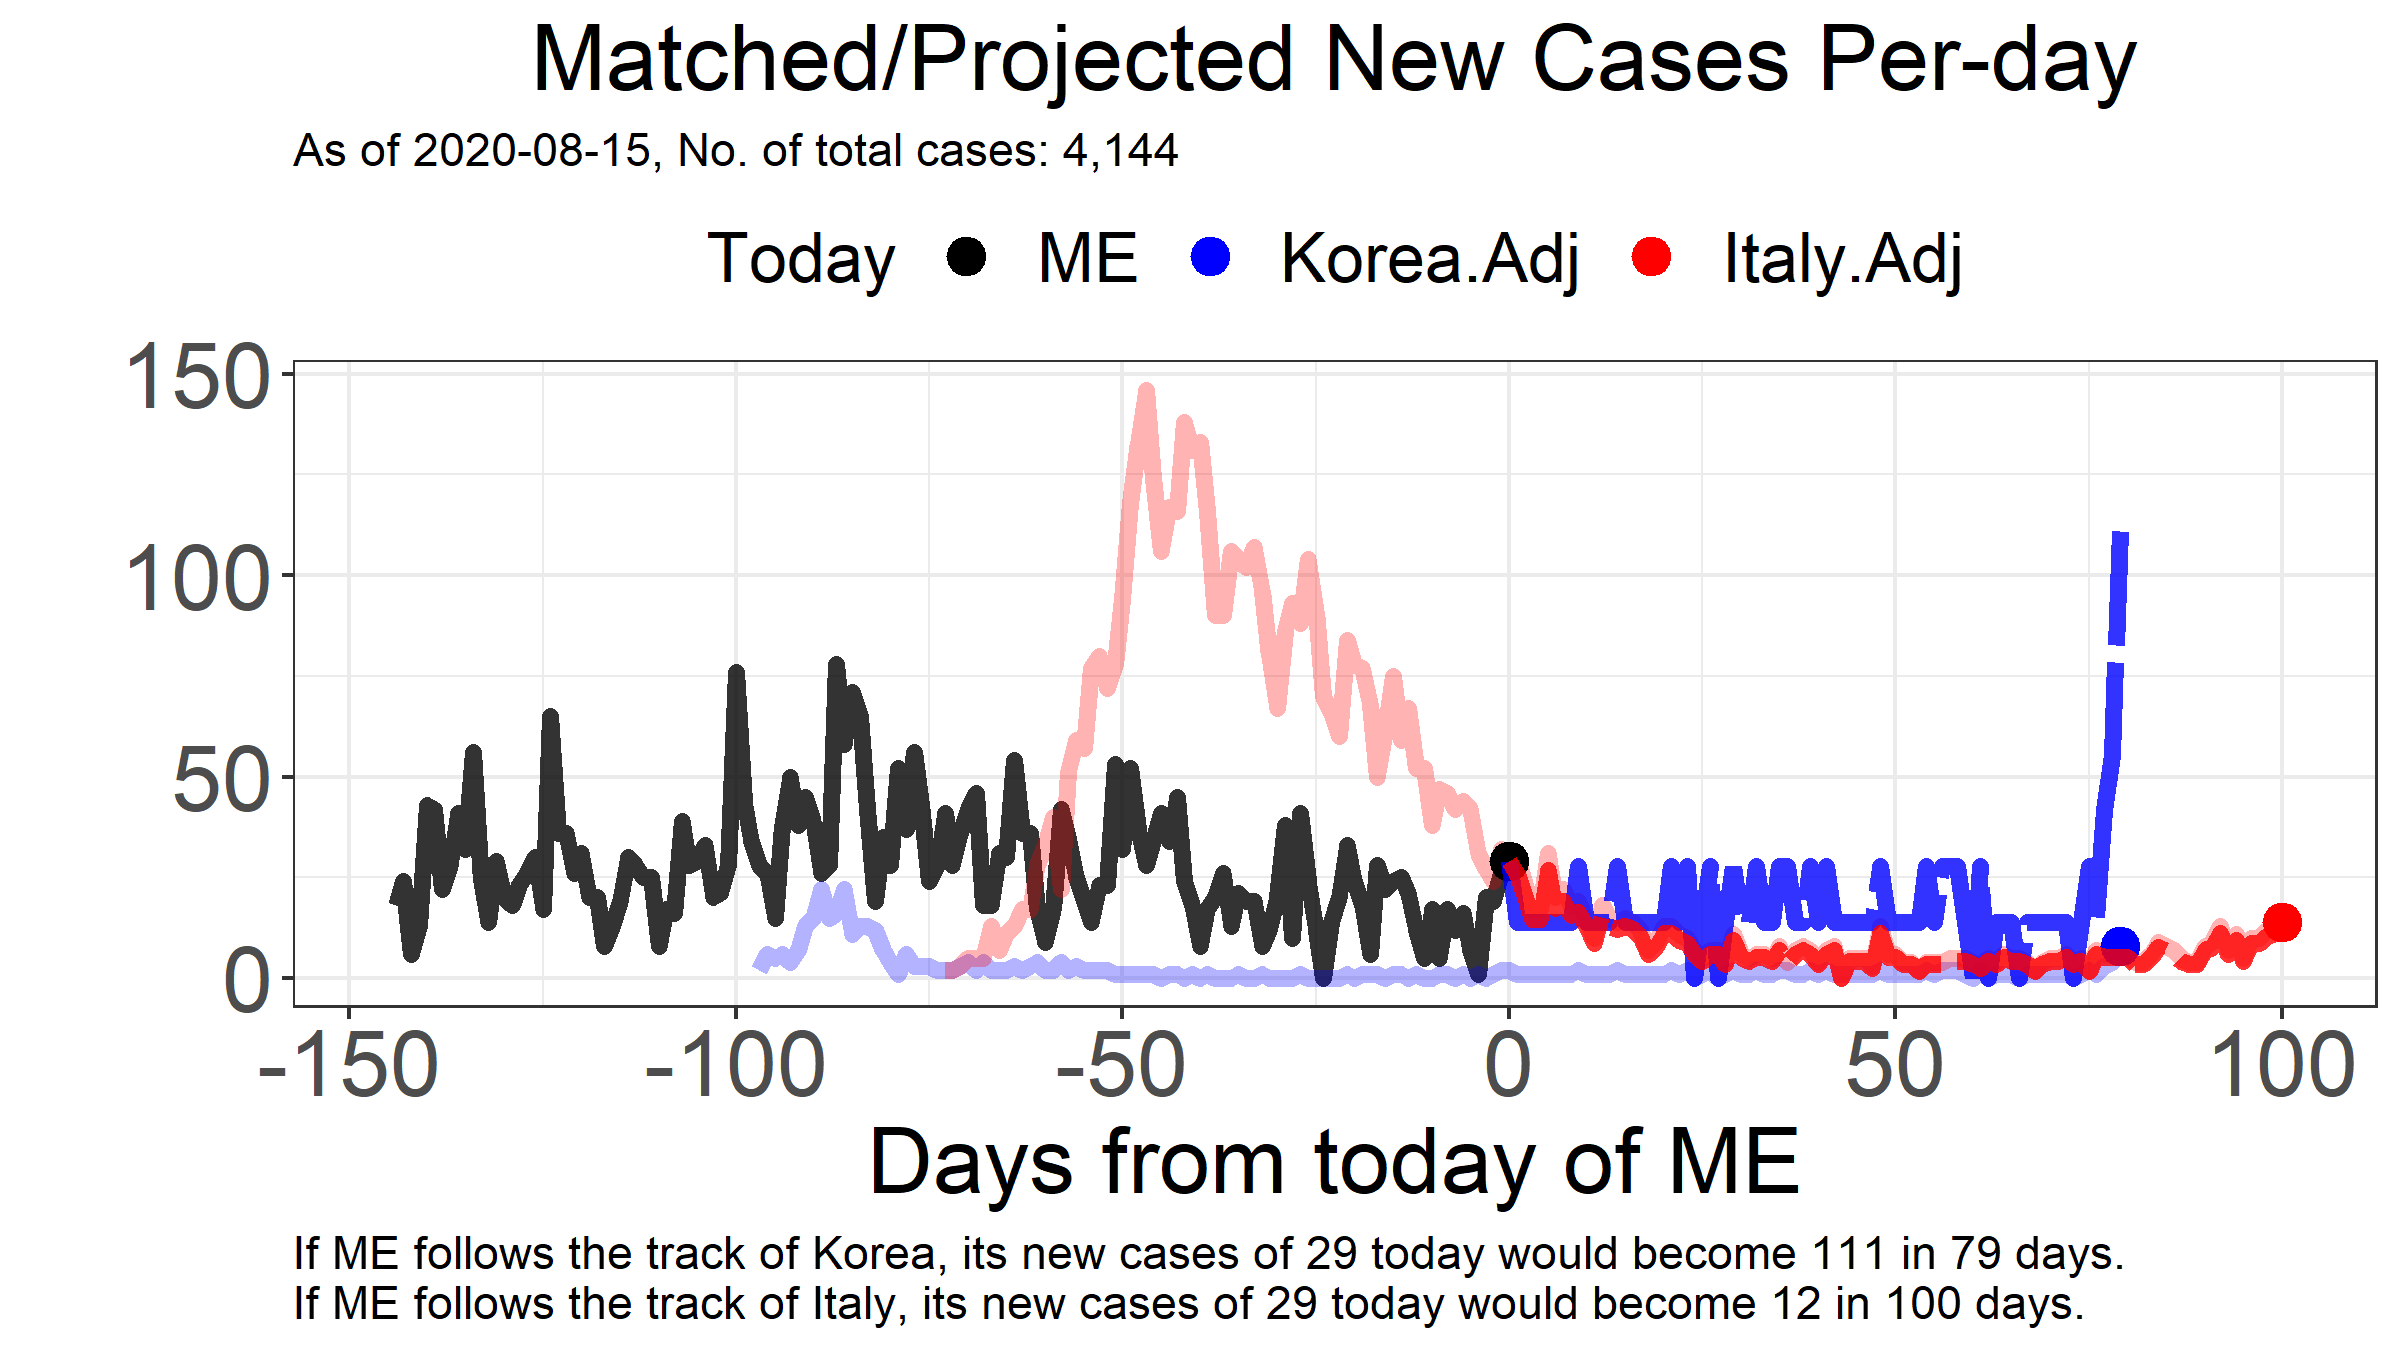 Matched/Projected New Cases Per-day
As of 2020-08-15, No. of total cases: 4,144
Today ME Korea.Adj Italy.Adj
150
100
50
0
-150 -100 -50 0 50 100
Days from today of ME
If ME follows the track of Korea, its new cases of 29 today would become 111 in 79 days.
If ME follows the track of Italy, its new cases of 29 today would become 12 in 100 days.